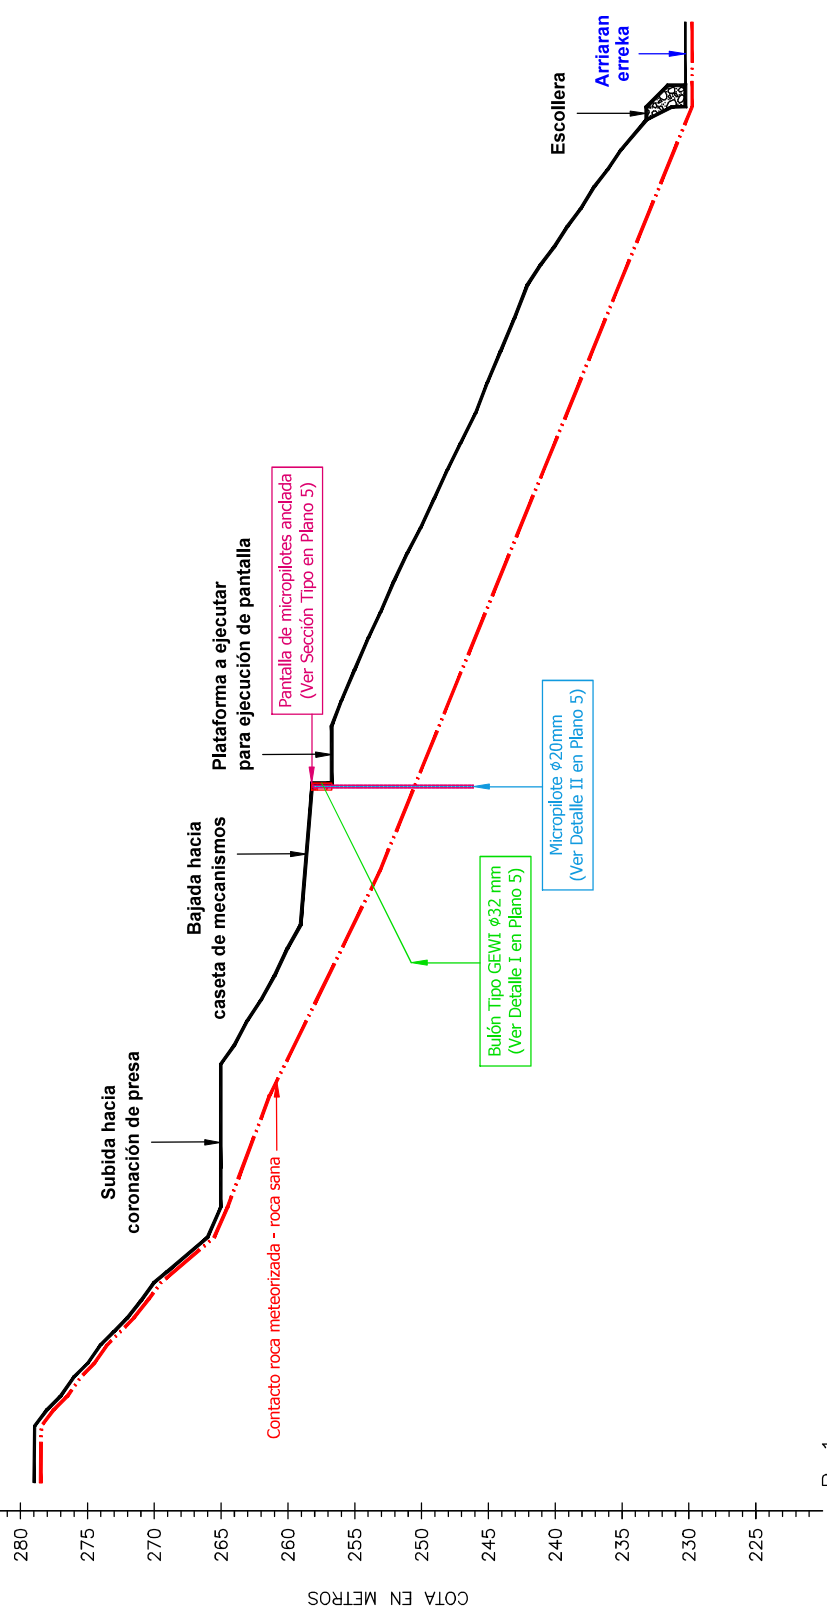 Arriaran
erreka
Escollera
Pantalla de micropilotes anclada
(Ver Sección Tipo en Plano 5)
Plataforma a ejecutar
para ejecución de pantalla
Micropilote ø20mm
(Ver Detalle II en Plano 5)
Bajada hacia
caseta de mecanismos
Bulón Tipo GEWI ø32 mm
(Ver Detalle I en Plano 5)
Subida hacia
coronación de presa
Contacto roca meteorizada - roca sana
280
275
270
265
260
255
250
245
240
235
230
225
COTA EN METROS